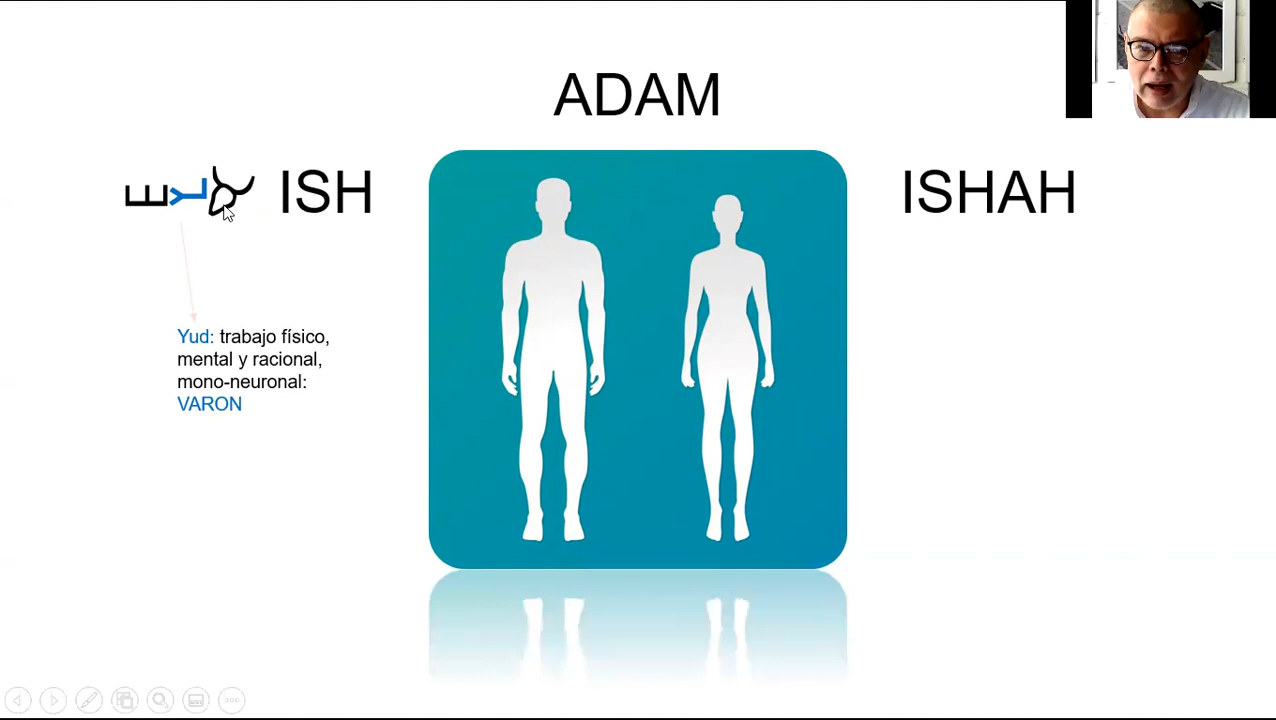 ADAM
ISH
ISHAH
Yud: trabajo físico,
mental y racional,
mono-neuronal:
VARON